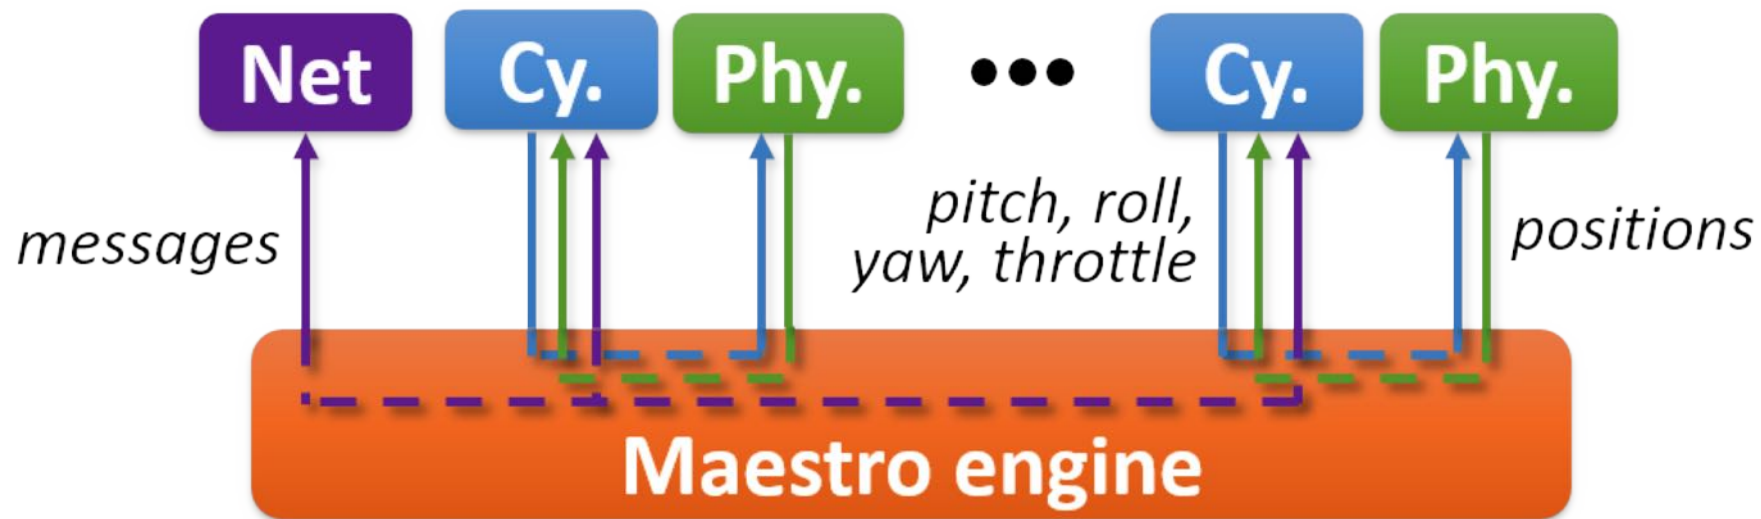 Net
Cy.
Phy.
•••
Cy.
Phy.
messages
pitch, roll,
yaw, throttle
positions
Maestro engine